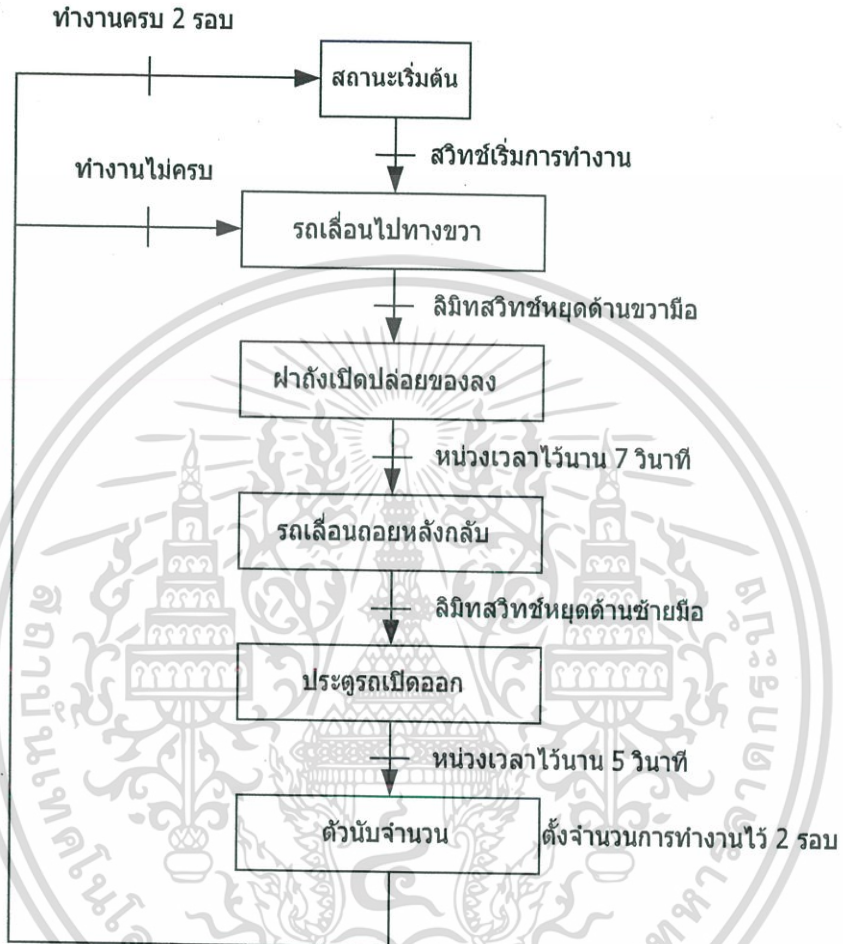 ทำงานครบ 2 รอบ
สถานะเริ่มต้น
สวิทช์เริ่มการทำงาน
ทำงานไม่ครบ
รถเลื่อนไปทางขวา
ลิมิทสวิทช์หยุดด้านขวามือ
ฝาถังเปิดปล่อยของลง
หน่วงเวลาไว้นาน 7 วินาที
รถเลื่อนถอยหลังกลับ
ลิมิทสวิทช์หยุดด้านซ้ายมือ
ประตูรถเปิดออก
หน่วงเวลาไว้นาน 5 วินาที
ตัวนับจำนวน
ตั้งจำนวนการทำงานไว้ 2 รอบ